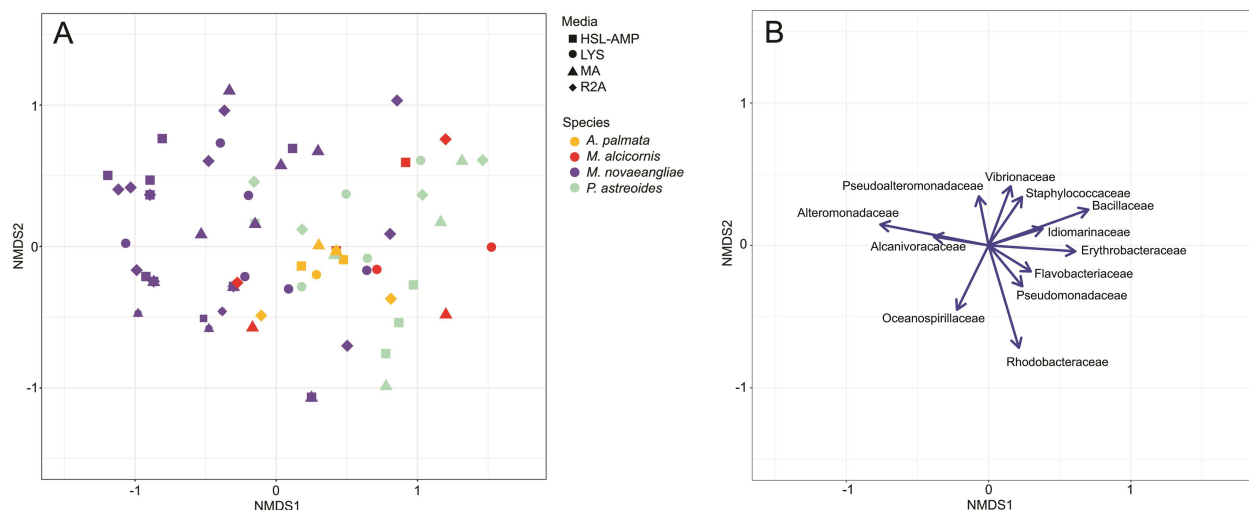 A
Media
HSL-AMP
LYS
MA
R2A
Species
A. palmata
M. alcicornis
M. novaeangliae
P. astreoides
NMDS2
1
0
-1
-1
0
1
NMDS1
B
NMDS2
1
0
-1
Vibrionaceae
Pseudoalteromonadaceae
Staphylococcaceae
Bacillaceae
Alteromonadaceae
Idiomarinaceae
Alcanivoracaceae
Erythrobacteraceae
Flavobacteriaceae
Pseudomonadaceae
Oceanospirillaceae
Rhodobacteraceae
-1
0
1
NMDS1